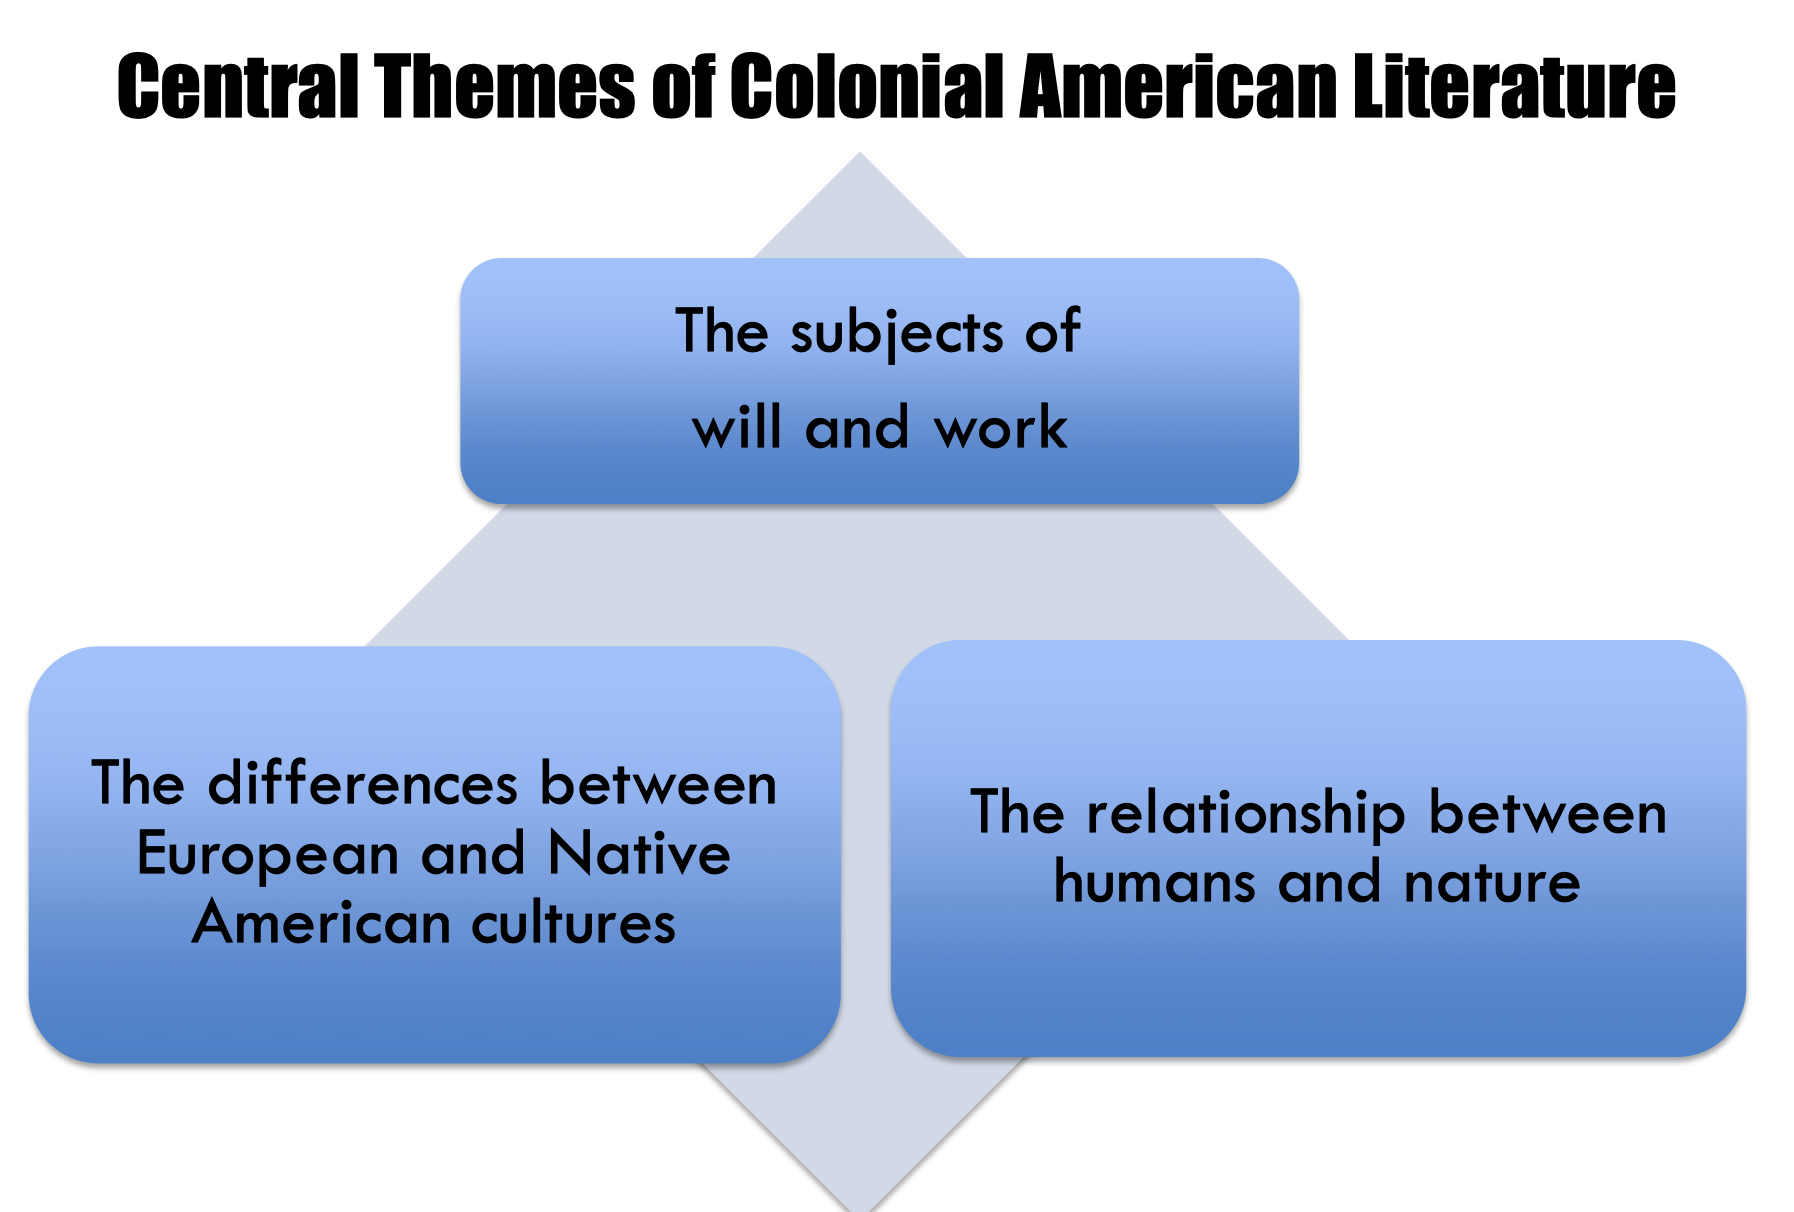 Central Themes of Colonial American Literature
The subjects of
will and work
The differences between
European and Native
American cultures
The relationship between
humans and nature